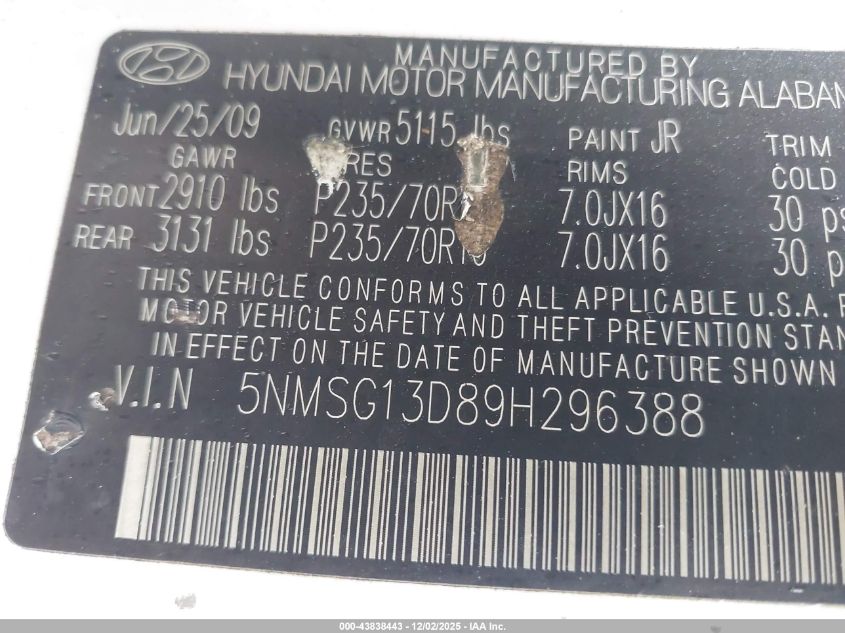 MANUFACTURED BY
HYUNDAI MOTOR MANUFACTURING ALABAM
Jun/25/09 GVWR 5115 lbs PAINT JR TRIM
GAWR RES RIMS COLD
FRONT 2910 lbs P235/70R 7.0JX16 30 ps
REAR 3131 lbs P235/70R16 7.0JX16 30 p
THIS VEHICLE CONFORMS TO ALL APPLICABLE U.S.A. F
MOTOR VEHICLE SAFETY AND THEFT PREVENTION STAN
IN EFFECT ON THE DATE OF MANUFACTURE SHOWN
V.I.N 5NMSG13D89H296388
000-43838443 - 12/02/2025 - IAA Inc.